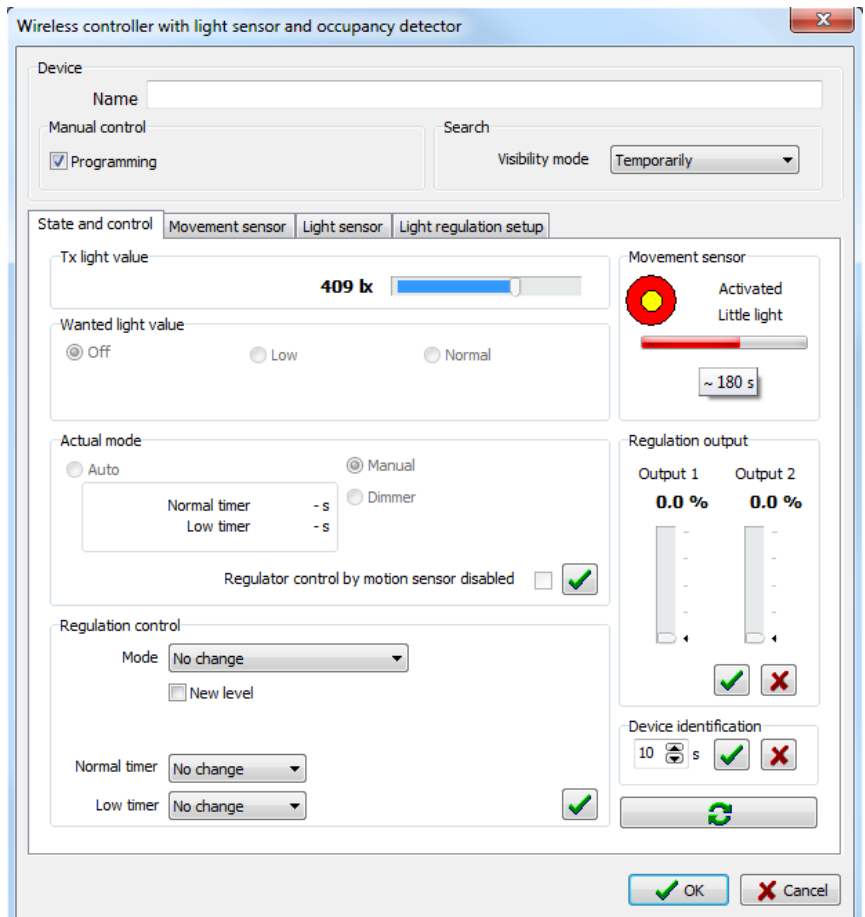 Wireless controller with light sensor and occupancy detector
Device
Name
Manual control
Programming
Search
Visibility mode Temporarily
State and control Movement sensor Light sensor Light regulation setup
Tx light value
409 lx
Wanted light value
Off Low Normal
Movement sensor
Activated
Little light
~ 180 s
Actual mode
Auto
Manual
Dimmer
Normal timer - s
Low timer - s
Regulator control by motion sensor disabled
Regulation output
Output 1 Output 2
0.0 % 0.0 %
Regulation control
Mode No change
New level
Normal timer No change
Low timer No change
Device identification
10 s
OK Cancel